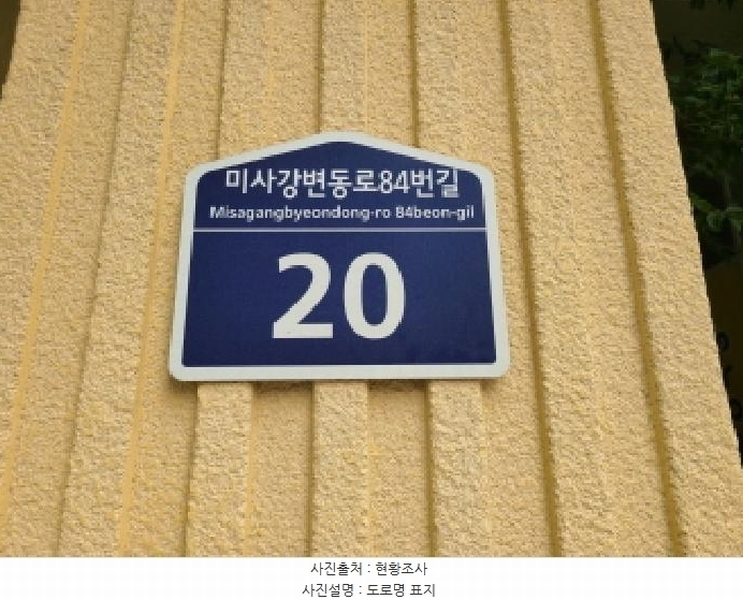 미사강변동로84번길
Misagangbyeondong-ro 84beon-gil
20
사진출처 : 현황조사
사진설명 : 도로명 표지